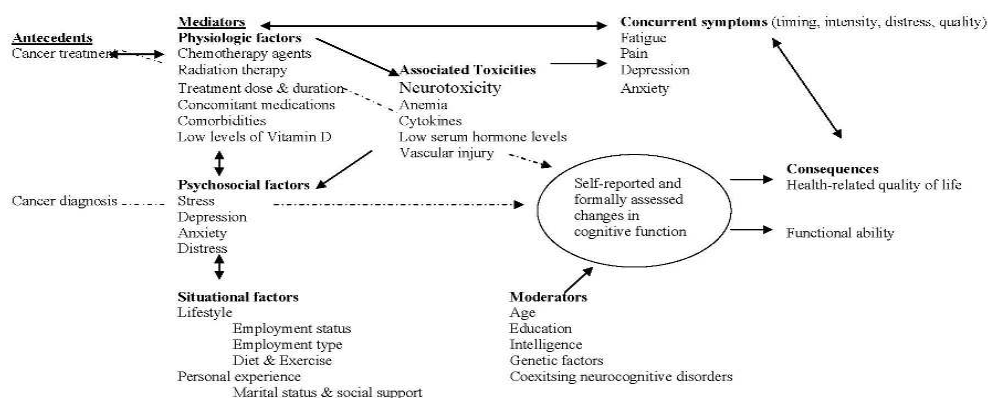 Antecedents
Cancer treatment
Cancer diagnosis
Mediators
Physiologic factors
Chemotherapy agents
Radiation therapy
Treatment dose & duration
Concomitant medications
Comorbidities
Low levels of Vitamin D
Psychosocial factors
Stress
Depression
Anxiety
Distress
Situational factors
Lifestyle
Employment status
Employment type
Diet & Exercise
Personal experience
Marital status & social support
Associated Toxicities
Neurotoxicity
Anemia
Cytokines
Low serum hormone levels
Vascular injury
Concurrent symptoms (timing, intensity, distress, quality)
Fatigue
Pain
Depression
Anxiety
Self-reported and
formally assessed
changes in
cognitive function
Moderators
Age
Education
Intelligence
Genetic factors
Coexitsing neurocognitive disorders
Consequences
Health-related quality of life
Functional ability